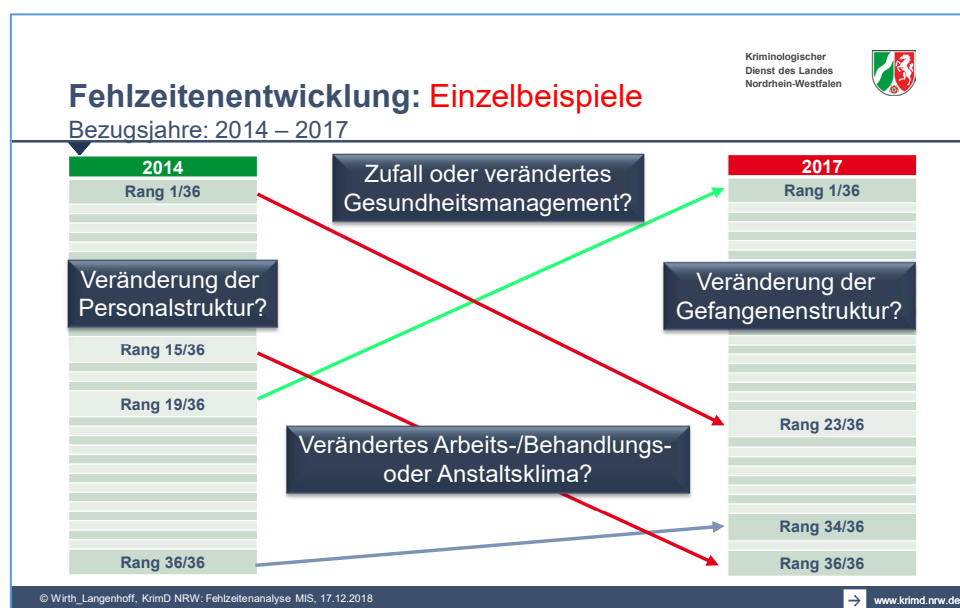 Kriminologischer
Dienst des Landes
Nordrhein-Westfalen
Fehlzeitenentwicklung: Einzelbeispiele
Bezugsjahre: 2014 – 2017
2014
Rang 1/36
Rang 15/36
Rang 19/36
Rang 36/36
Zufall oder verändertes
Gesundheitsmanagement?
Veränderung der
Personalstruktur?
Veränderung der
Gefangenenstruktur?
Verändertes Arbeits-/Behandlungs-
oder Anstaltsklima?
2017
Rang 1/36
Rang 23/36
Rang 34/36
Rang 36/36
© Wirth_Langenhoff, KrimD NRW: Fehlzeitenanalyse MIS, 17.12.2018
www.krimd.nrw.de